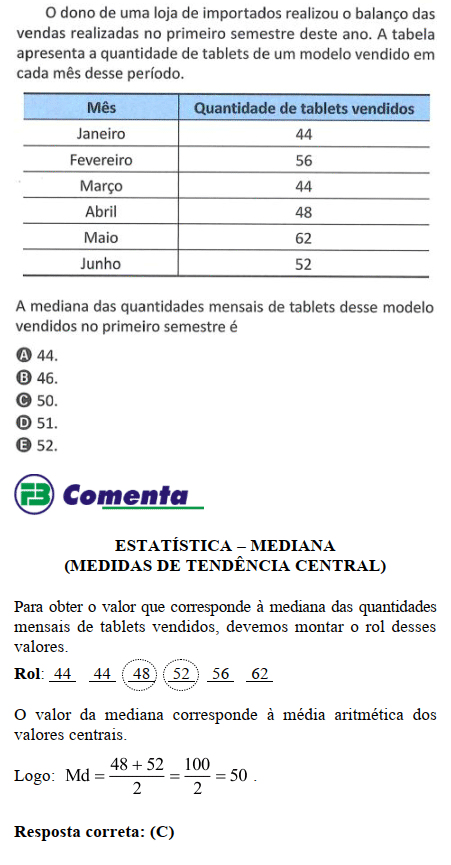 O dono de uma loja de importados realizou o balanço das
vendas realizadas no primeiro semestre deste ano. A tabela
apresenta a quantidade de tablets de um modelo vendido em
cada mês desse período.
Mês Quantidade de tablets vendidos
Janeiro 44
Fevereiro 56
Março 44
Abril 48
Maio 62
Junho 52
A mediana das quantidades mensais de tablets desse modelo
vendidos no primeiro semestre é
A 44.
B 46.
C 50.
D 51.
E 52.
FB Comenta
ESTATÍSTICA – MEDIANA
(MEDIDAS DE TENDÊNCIA CENTRAL)
Para obter o valor que corresponde à mediana das quantidades
mensais de tablets vendidos, devemos montar o rol desses
valores.
Rol: 44 44 48 52 56 62
O valor da mediana corresponde à média aritmética dos
valores centrais.
Logo: Md = (48 + 52)/2 = 100/2 = 50 .
Resposta correta: (C)